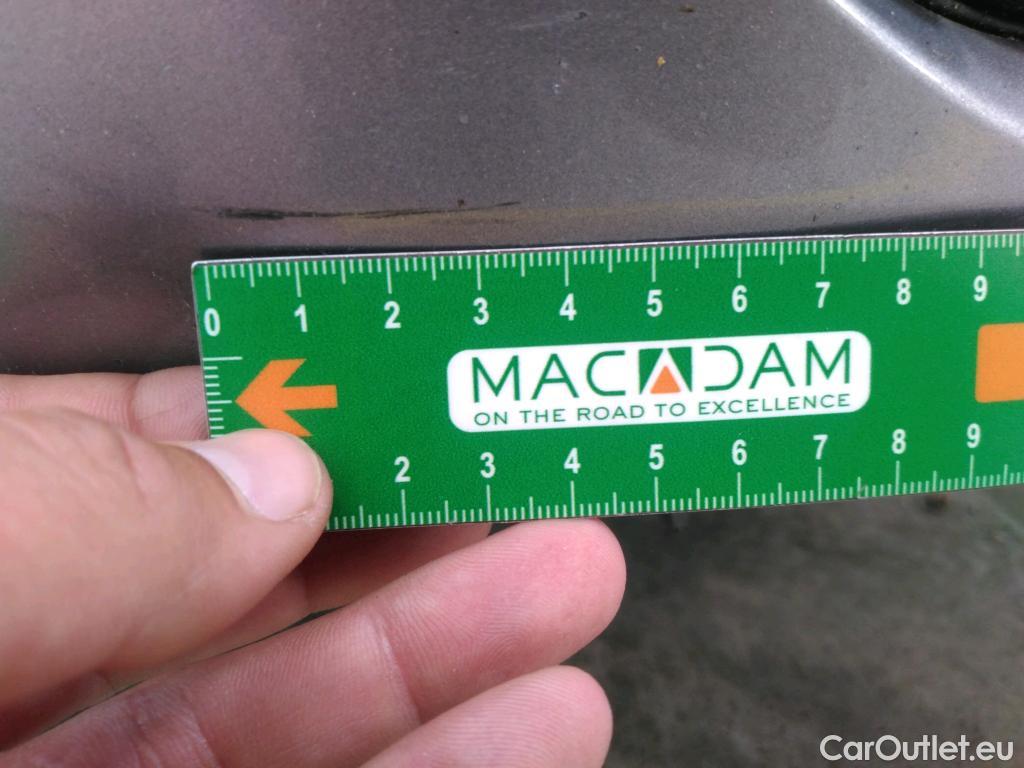 0 1 2 3 4 5 6 7 8 9
MACADAM
ON THE ROAD TO EXCELLENCE
2 3 4 5 6 7 8 9
CarOutlet.eu